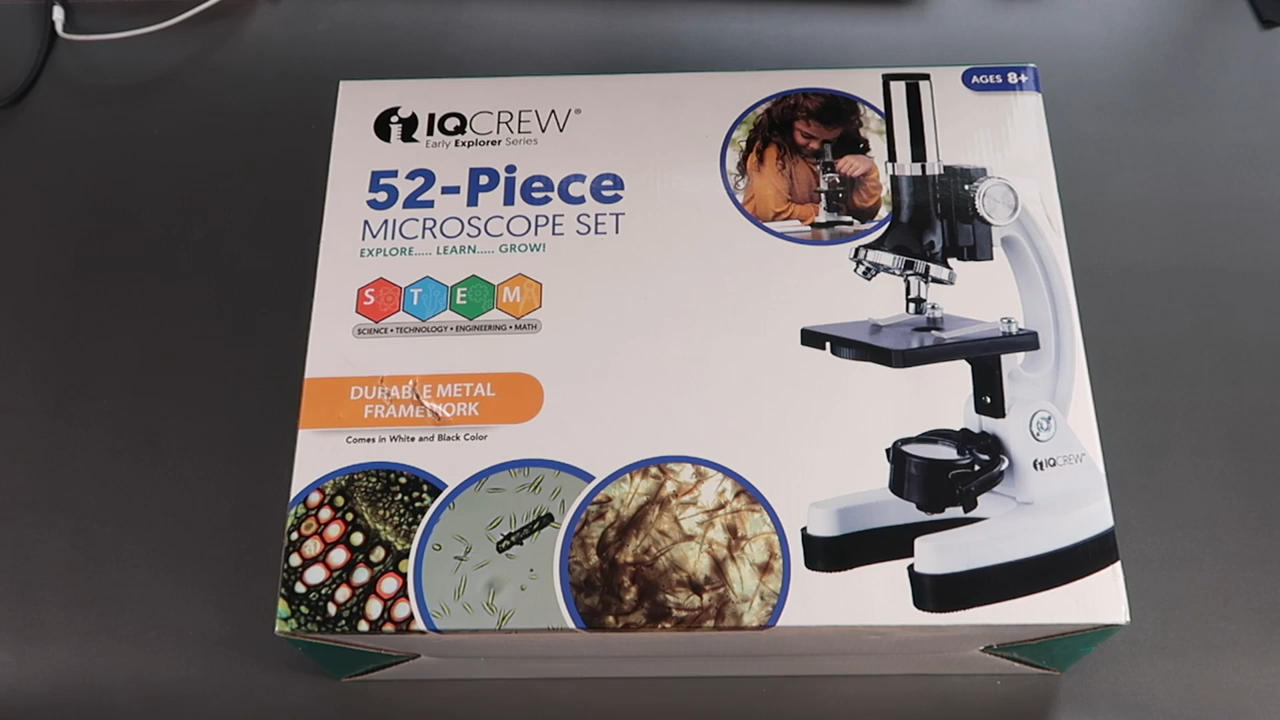 IQCREW®
Early Explorer Series
52-Piece
MICROSCOPE SET
EXPLORE..... LEARN..... GROW!
STEM
SCIENCE • TECHNOLOGY • ENGINEERING • MATH
DURABLE METAL
FRAMEWORK
Comes in White and Black Color
AGES 8+
IQCREW